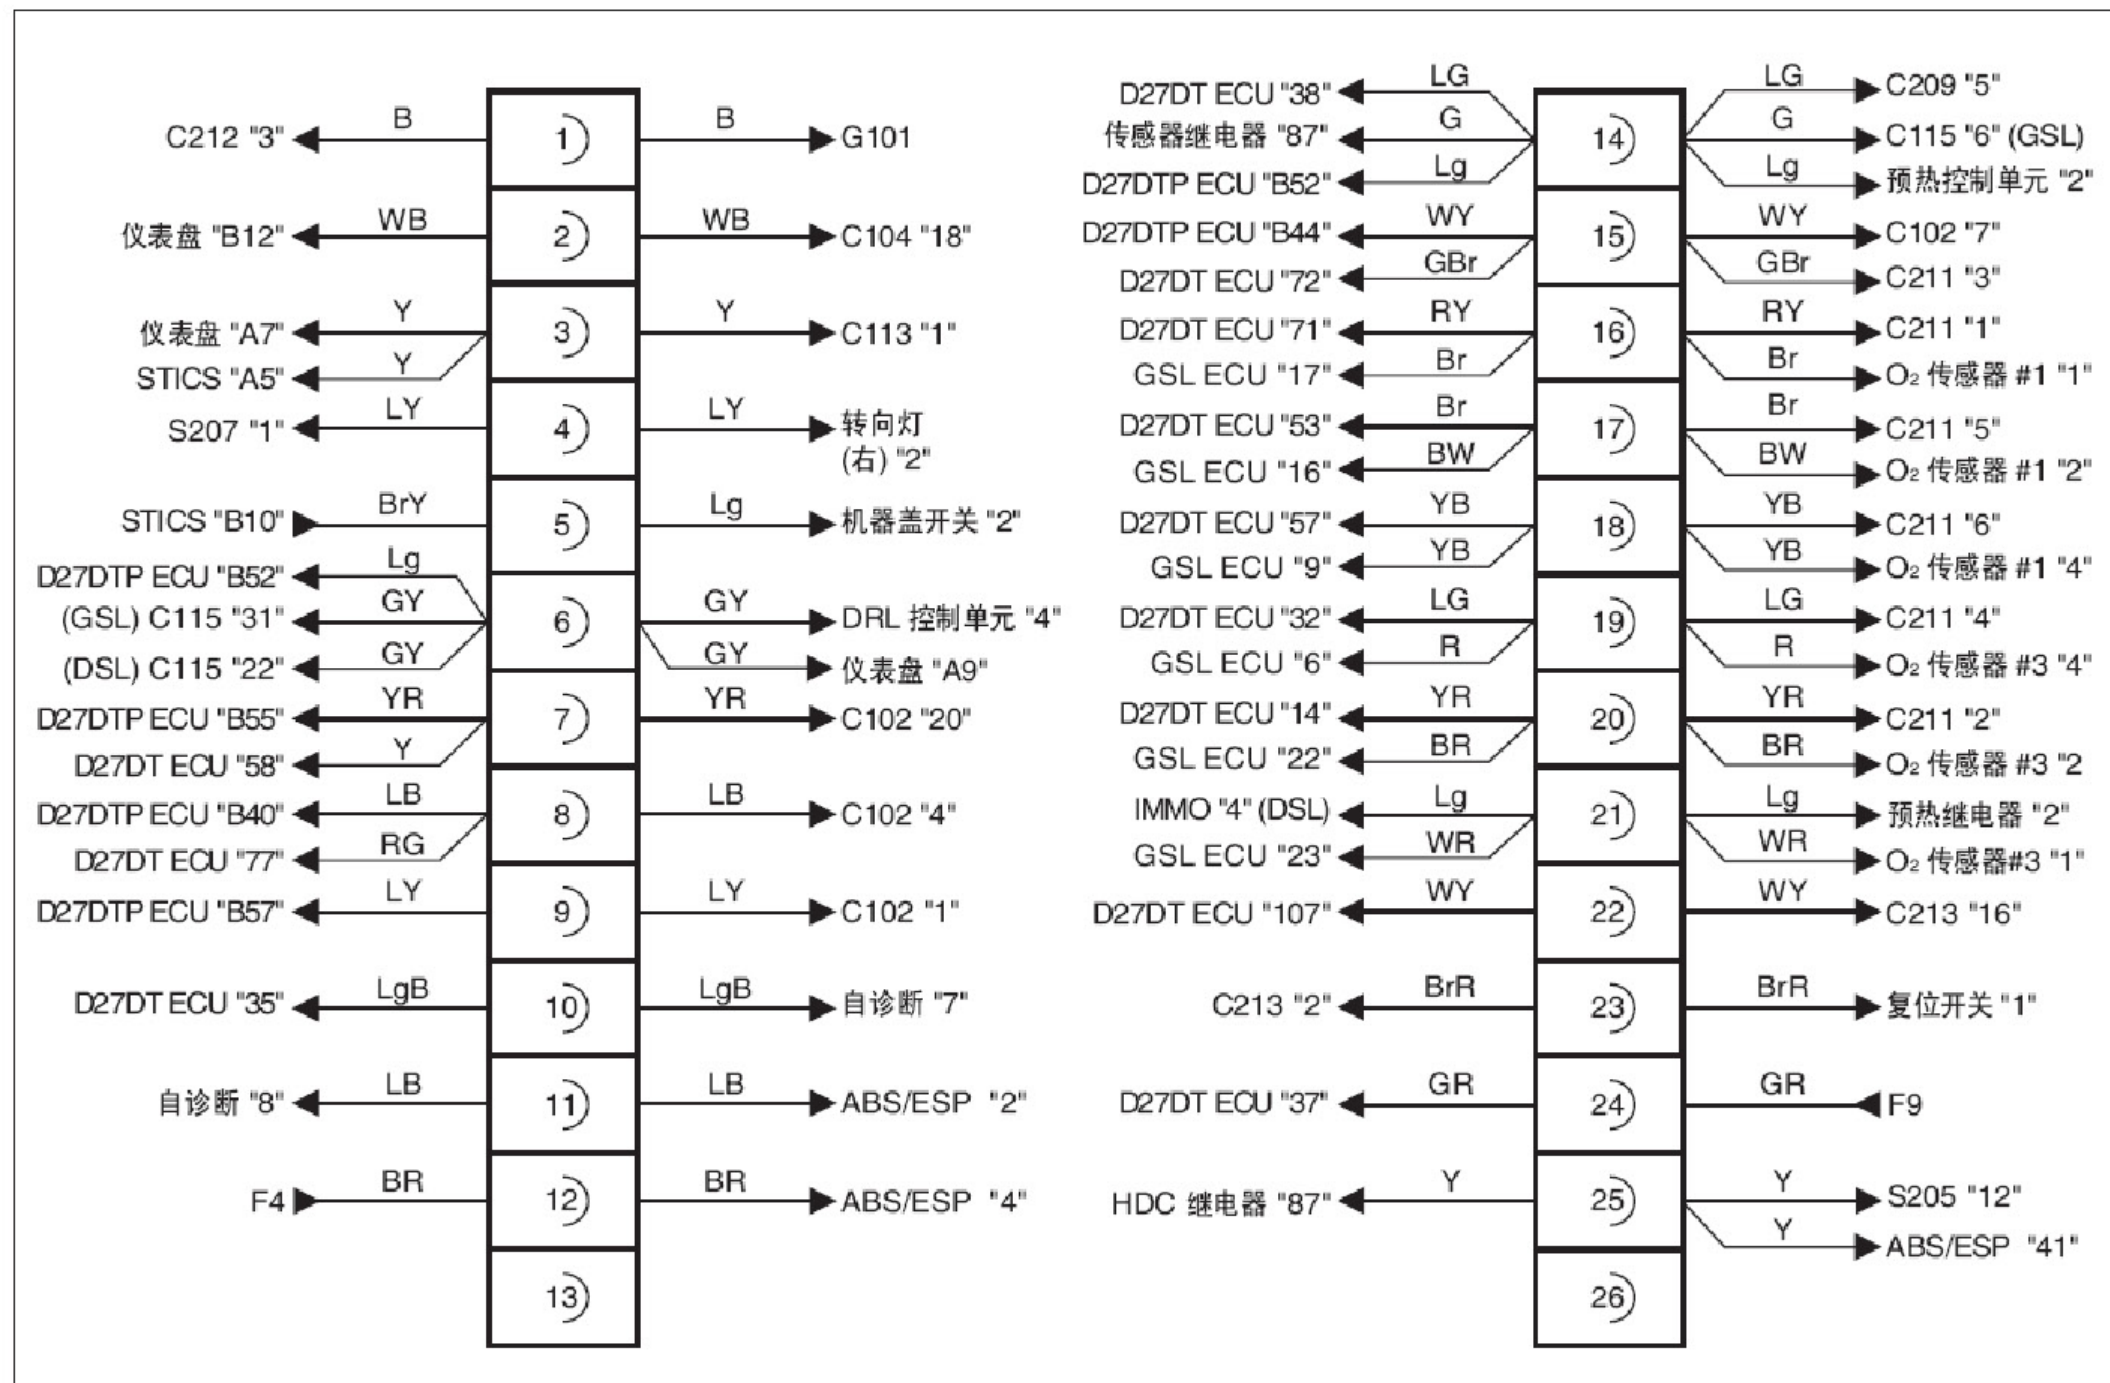 B
B
C212 "3"
1
G101
WB
WB
仪表盘 "B12"
2
C104 "18"
Y
Y
仪表盘 "A7"
3
C113 "1"
Y
STICS "A5"
LY
LY
S207 "1"
4
转向灯
(右) "2"
BrY
Lg
STICS "B10"
5
机器盖开关 "2"
Lg
D27DTP ECU "B52"
GY
GY
(GSL) C115 "31"
6
DRL 控制单元 "4"
GY
GY
(DSL) C115 "22"
仪表盘 "A9"
YR
YR
D27DTP ECU "B55"
7
C102 "20"
Y
D27DT ECU "58"
LB
LB
D27DTP ECU "B40"
8
C102 "4"
RG
D27DT ECU "77"
LY
LY
D27DTP ECU "B57"
9
C102 "1"
LgB
LgB
D27DT ECU "35"
10
自诊断 "7"
LB
LB
自诊断 "8"
11
ABS/ESP "2"
BR
BR
F4
12
ABS/ESP "4"
13
LG
LG
D27DT ECU "38"
C209 "5"
G
G
传感器继电器 "87"
14
C115 "6" (GSL)
Lg
Lg
D27DTP ECU "B52"
预热控制单元 "2"
WY
WY
D27DTP ECU "B44"
15
C102 "7"
GBr
GBr
D27DT ECU "72"
C211 "3"
RY
RY
D27DT ECU "71"
16
C211 "1"
Br
Br
GSL ECU "17"
O₂ 传感器 #1 "1"
Br
Br
D27DT ECU "53"
17
C211 "5"
BW
BW
GSL ECU "16"
O₂ 传感器 #1 "2"
YB
YB
D27DT ECU "57"
18
C211 "6"
YB
YB
GSL ECU "9"
O₂ 传感器 #1 "4"
LG
LG
D27DT ECU "32"
19
C211 "4"
R
R
GSL ECU "6"
O₂ 传感器 #3 "4"
YR
YR
D27DT ECU "14"
20
C211 "2"
BR
BR
GSL ECU "22"
O₂ 传感器 #3 "2
Lg
Lg
IMMO "4" (DSL)
21
预热继电器 "2"
WR
WR
GSL ECU "23"
O₂ 传感器#3 "1"
WY
WY
D27DT ECU "107"
22
C213 "16"
BrR
BrR
C213 "2"
23
复位开关 "1"
GR
GR
D27DT ECU "37"
24
F9
Y
Y
HDC 继电器 "87"
25
S205 "12"
Y
ABS/ESP "41"
26